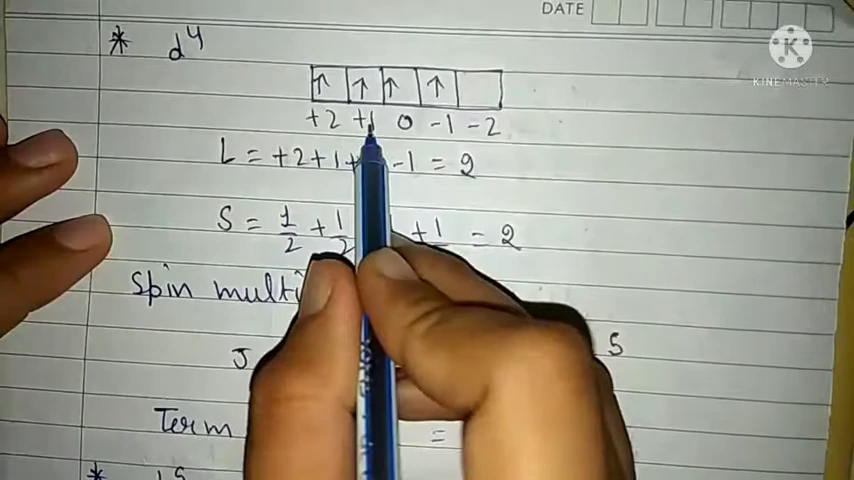 DATE
KINEMASTER
* d4
↑ ↑ ↑ ↑
+2 +1 0 -1 -2
L = +2+1+ -1 = 2
S = 1/2 + 1/2 + 1 = 2
Spin multi
J S
Term =
*